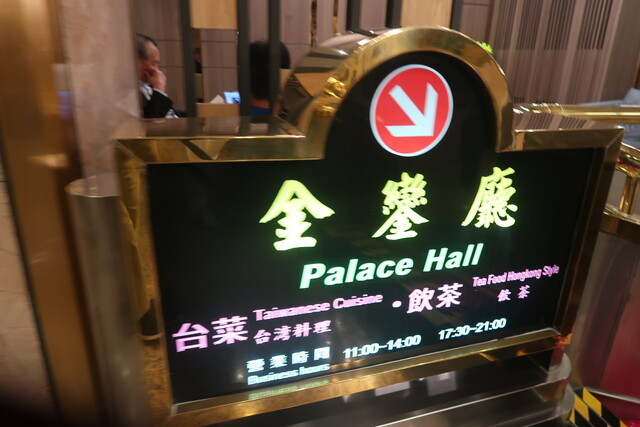 金鑾廳
Palace Hall
台菜 Taiwanese Cuisine 台湾料理 · 飲茶 Tea Food Hongkong Style 飲茶
營業時間 11:00-14:00 17:30-21:00
Business hours